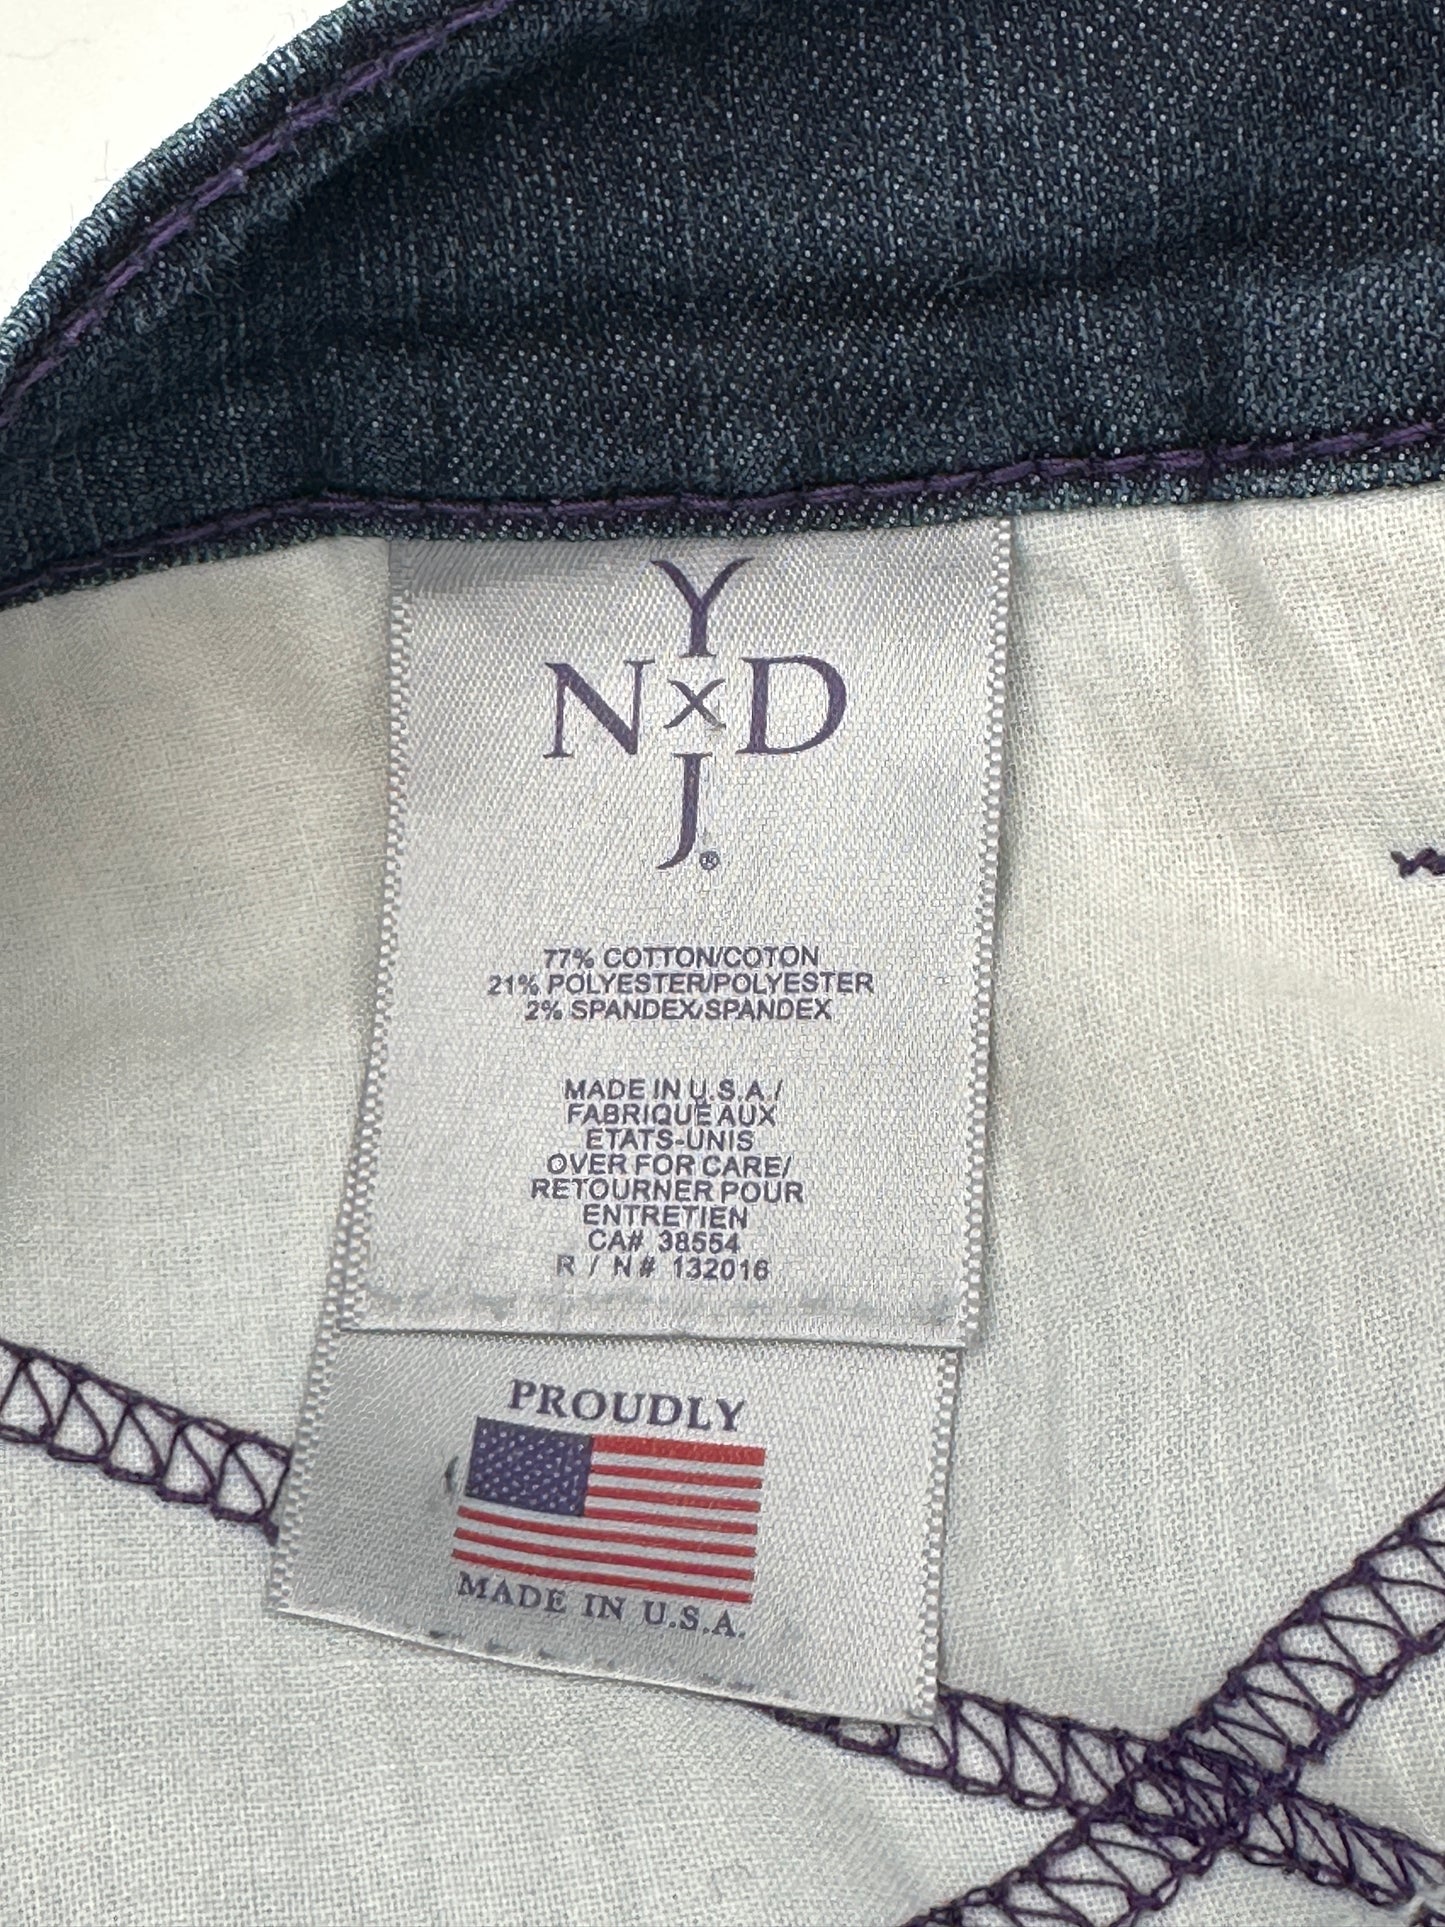 Y
N x D
J®
77% COTTON/COTON
21% POLYESTER/POLYESTER
2% SPANDEX/SPANDEX
MADE IN U.S.A./
FABRIQUÉ AUX
ETATS-UNIS
OVER FOR CARE/
RETOURNER POUR
ENTRETIEN
CA# 38554
R / N # 132016
PROUDLY
MADE IN U.S.A.